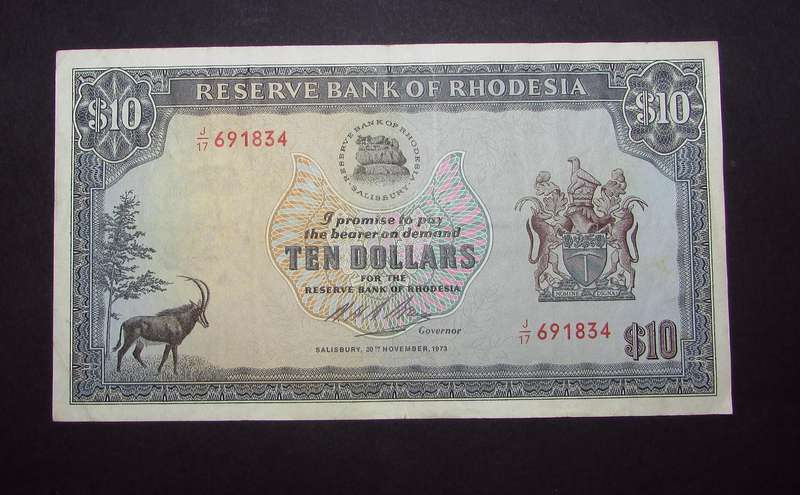 RESERVE BANK OF RHODESIA
$10
$10
J/17 691834
RESERVE BANK OF RHODESIA
SALISBURY
I promise to pay
the bearer on demand
TEN DOLLARS
FOR THE
RESERVE BANK OF RHODESIA
Governor
SALISBURY, 20TH NOVEMBER, 1973
J/17 691834
$10